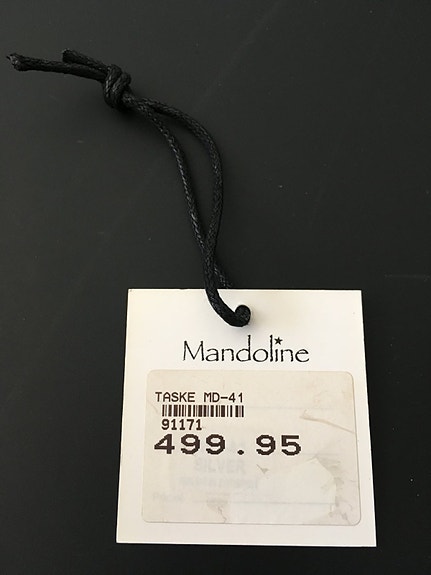 Mandoline
TASKE MD-41
91171
499.95
SILVER